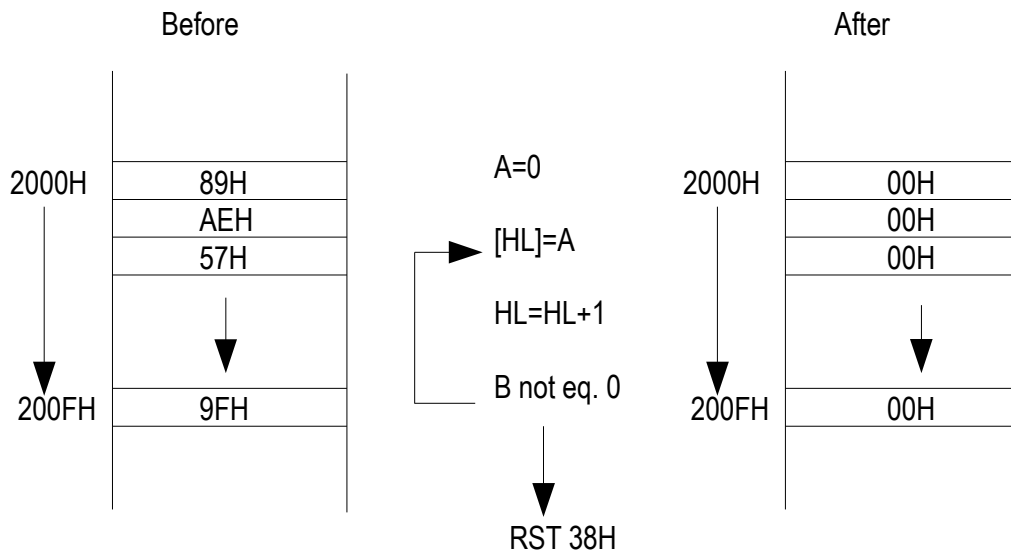 Before
After
2000H
89H
AEH
57H
200FH
9FH
A=0
[HL]=A
HL=HL+1
B not eq. 0
RST 38H
2000H
00H
00H
00H
200FH
00H